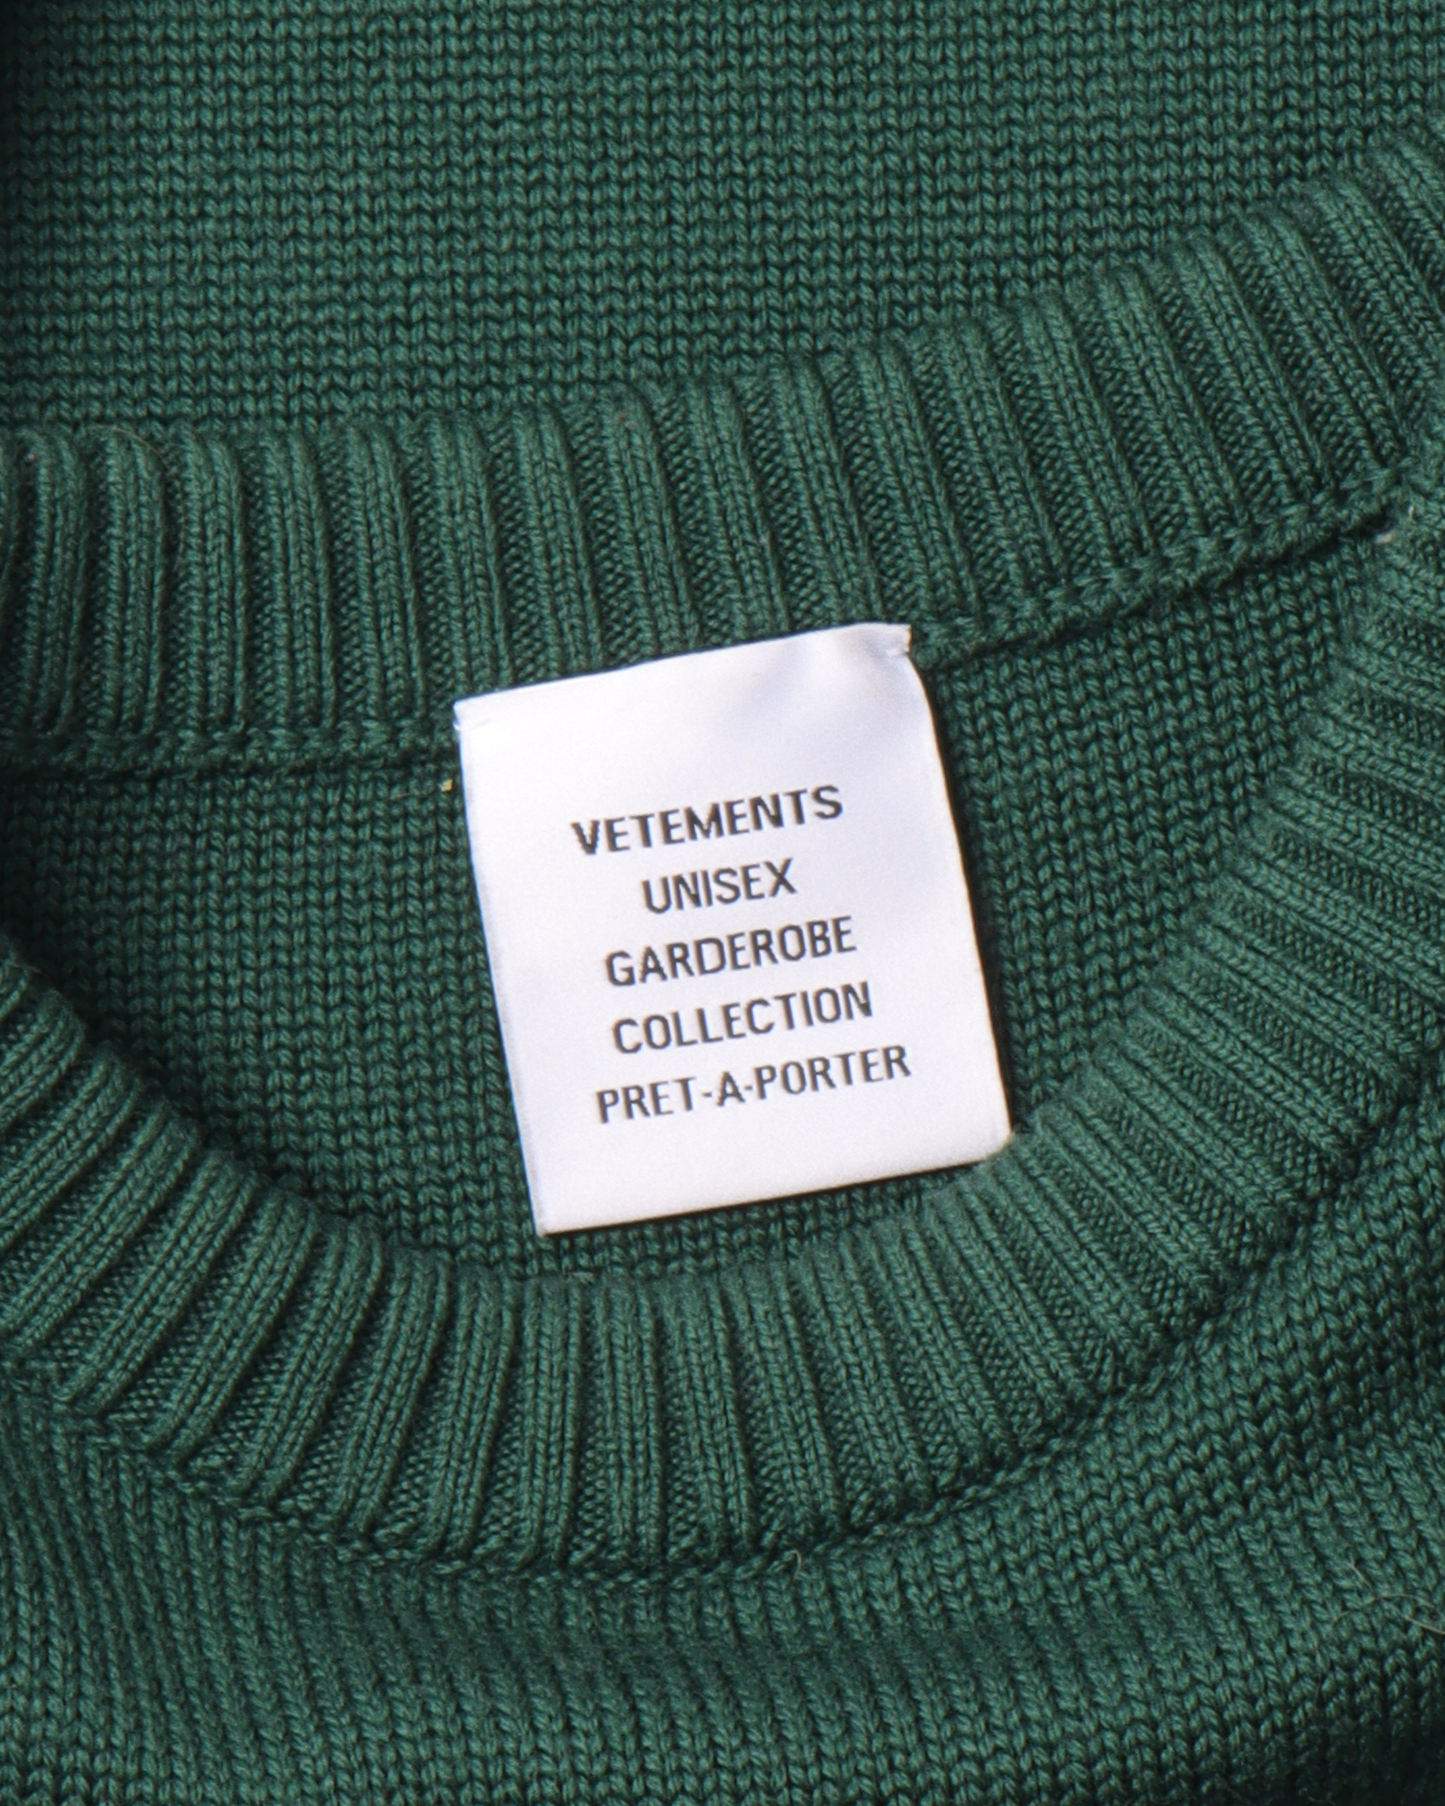 VETEMENTS
UNISEX
GARDEROBE
COLLECTION
PRET-A-PORTER